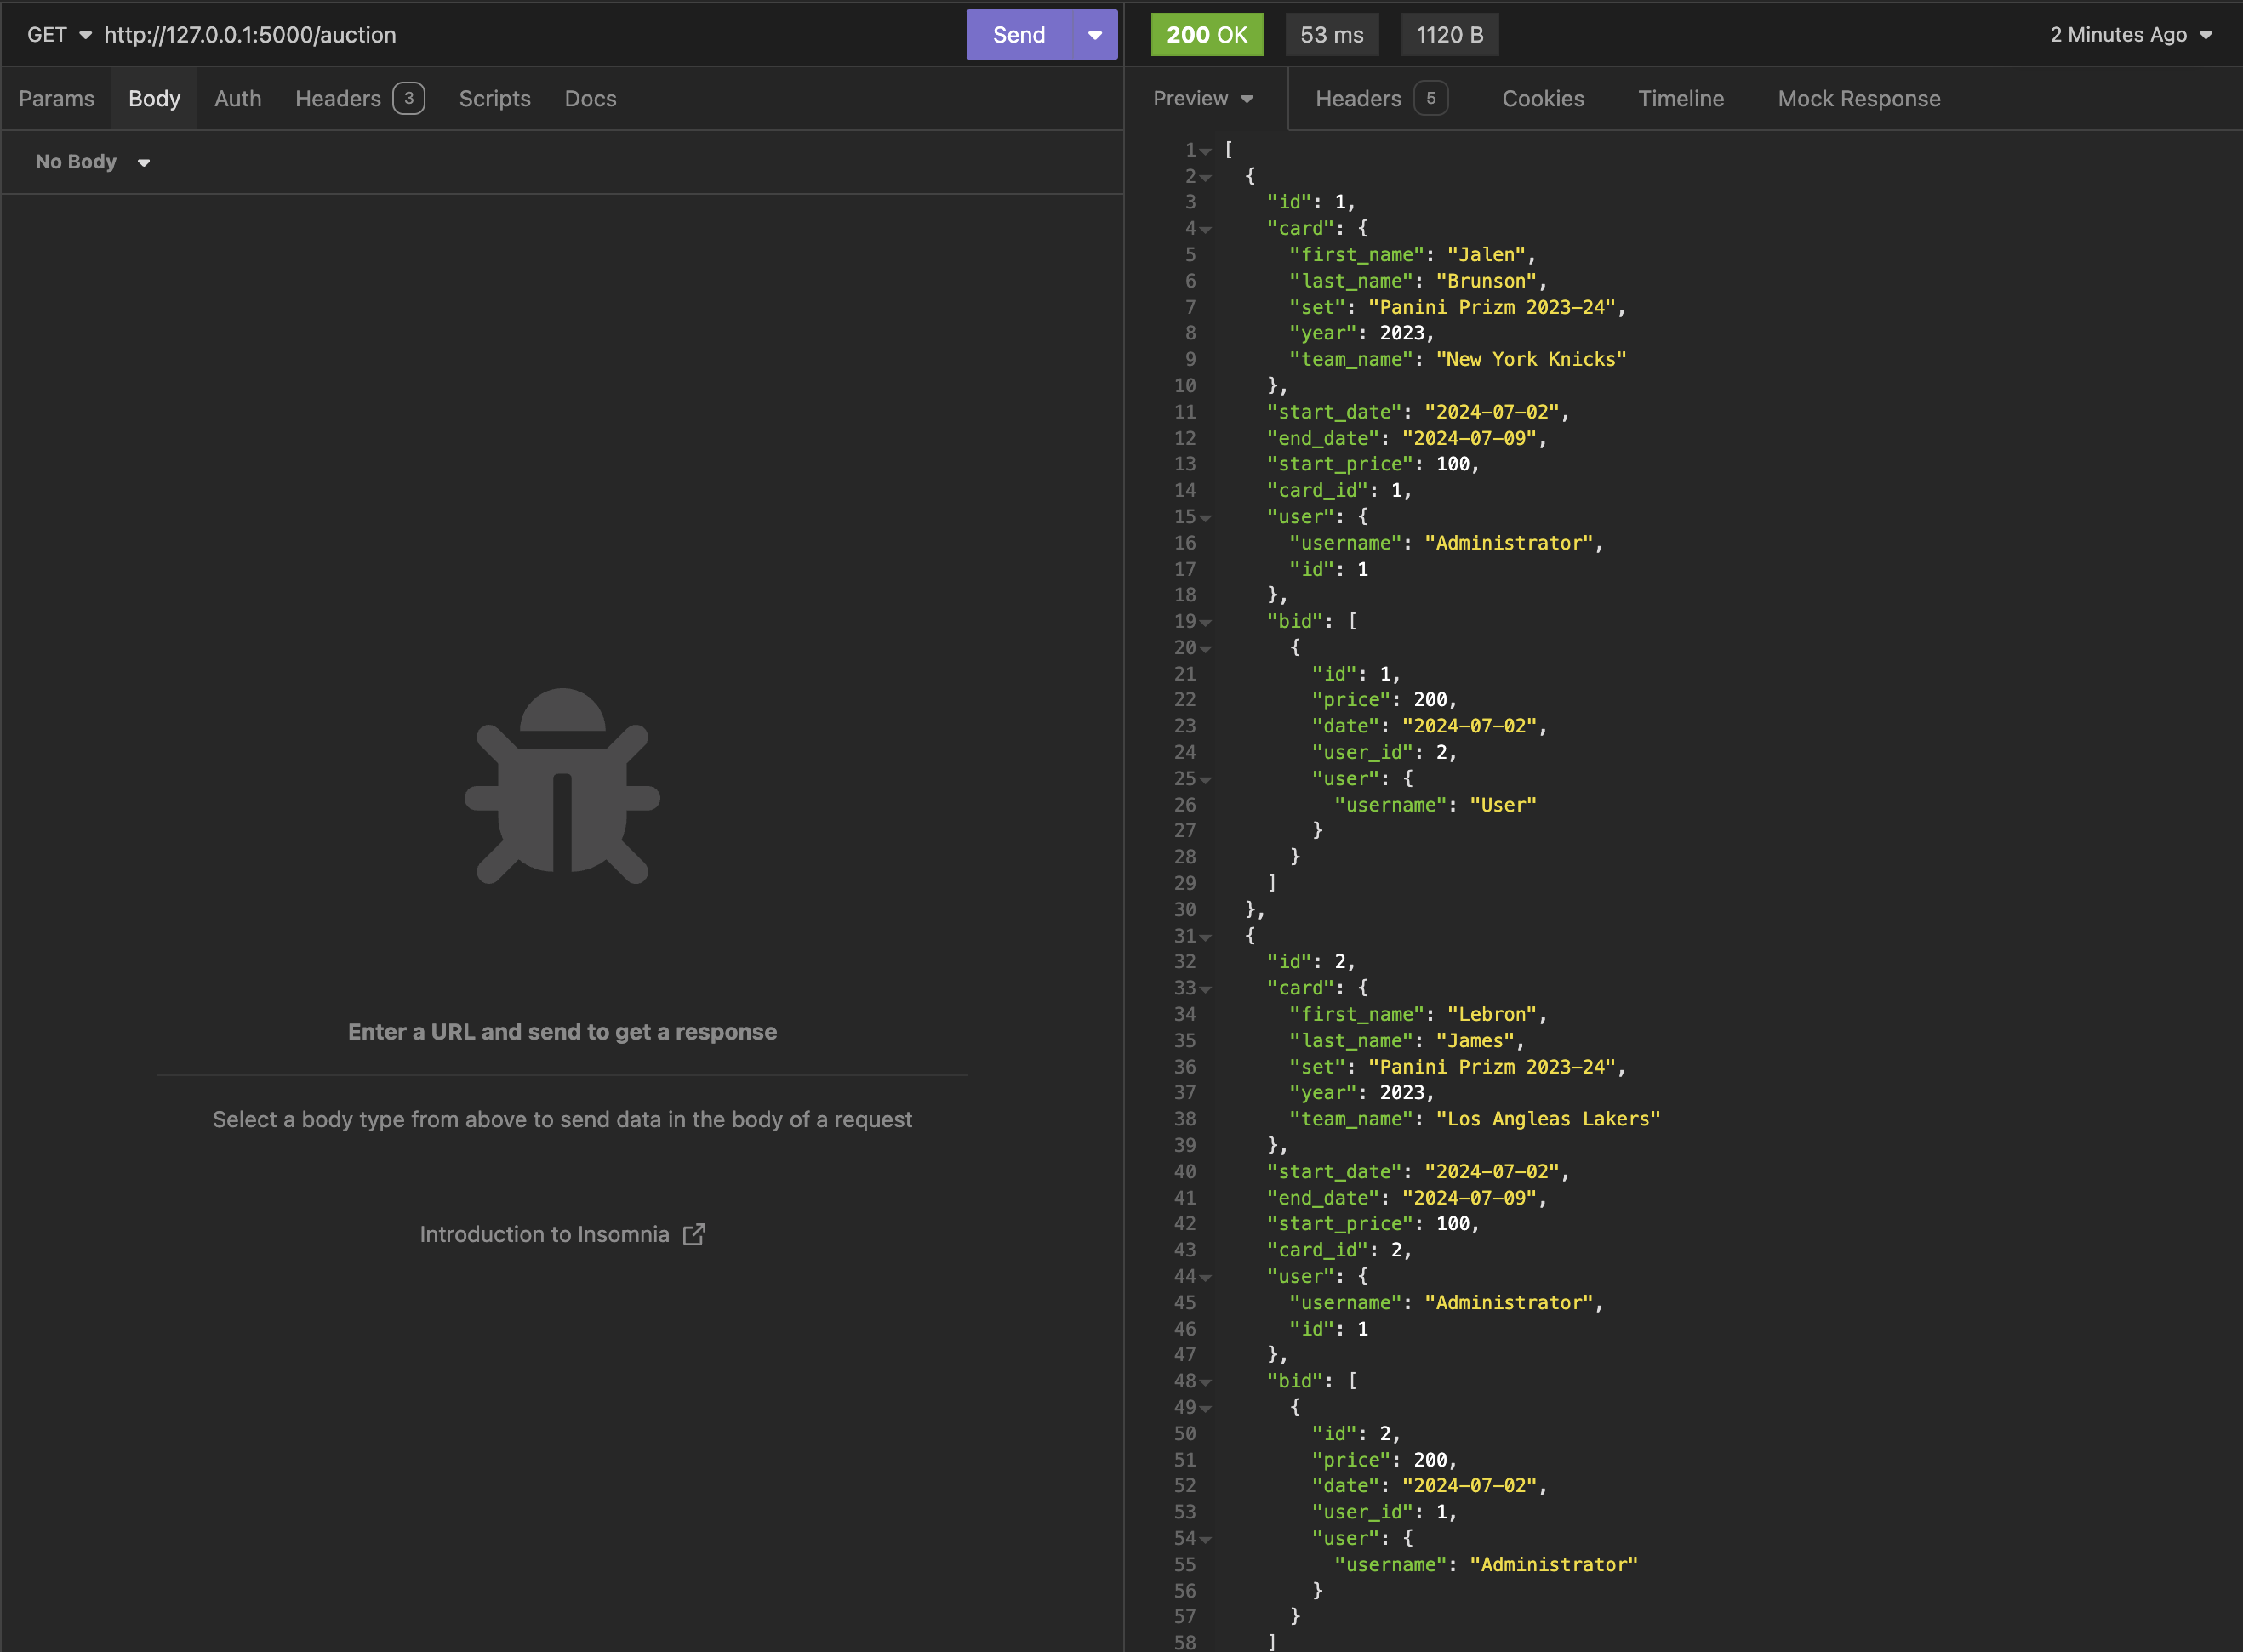 GET http://127.0.0.1:5000/auction Send
Params Body Auth Headers 3 Scripts Docs
No Body
Enter a URL and send to get a response
Select a body type from above to send data in the body of a request
Introduction to Insomnia
200 OK 53 ms 1120 B 2 Minutes Ago
Preview Headers 5 Cookies Timeline Mock Response
1 [
2 {
3 "id": 1,
4 "card": {
5 "first_name": "Jalen",
6 "last_name": "Brunson",
7 "set": "Panini Prizm 2023-24",
8 "year": 2023,
9 "team_name": "New York Knicks"
10 },
11 "start_date": "2024-07-02",
12 "end_date": "2024-07-09",
13 "start_price": 100,
14 "card_id": 1,
15 "user": {
16 "username": "Administrator",
17 "id": 1
18 },
19 "bid": [
20 {
21 "id": 1,
22 "price": 200,
23 "date": "2024-07-02",
24 "user_id": 2,
25 "user": {
26 "username": "User"
27 }
28 }
29 ]
30 },
31 {
32 "id": 2,
33 "card": {
34 "first_name": "Lebron",
35 "last_name": "James",
36 "set": "Panini Prizm 2023-24",
37 "year": 2023,
38 "team_name": "Los Angleas Lakers"
39 },
40 "start_date": "2024-07-02",
41 "end_date": "2024-07-09",
42 "start_price": 100,
43 "card_id": 2,
44 "user": {
45 "username": "Administrator",
46 "id": 1
47 },
48 "bid": [
49 {
50 "id": 2,
51 "price": 200,
52 "date": "2024-07-02",
53 "user_id": 1,
54 "user": {
55 "username": "Administrator"
56 }
57 }
58 ]